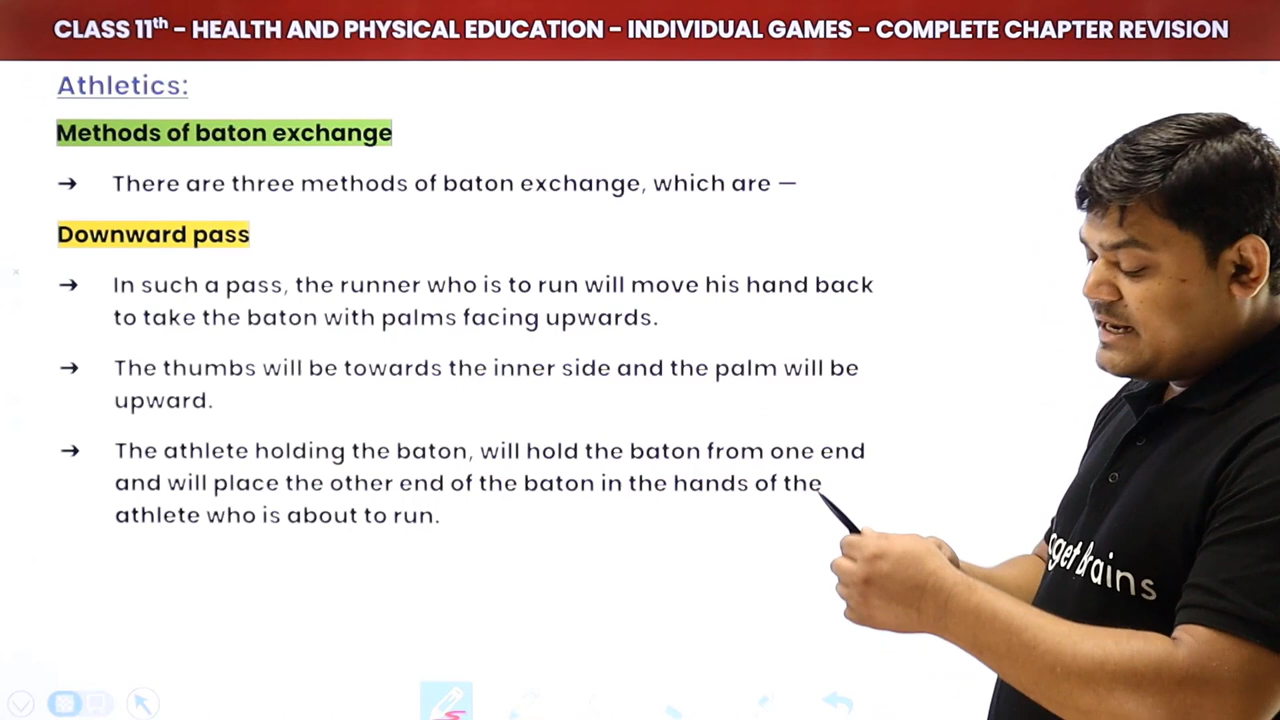 CLASS 11th – HEALTH AND PHYSICAL EDUCATION – INDIVIDUAL GAMES – COMPLETE CHAPTER REVISION
Athletics:
Methods of baton exchange
➔ There are three methods of baton exchange, which are —
Downward pass
➔ In such a pass, the runner who is to run will move his hand back
to take the baton with palms facing upwards.
➔ The thumbs will be towards the inner side and the palm will be
upward.
➔ The athlete holding the baton, will hold the baton from one end
and will place the other end of the baton in the hands of the
athlete who is about to run.
get Brains